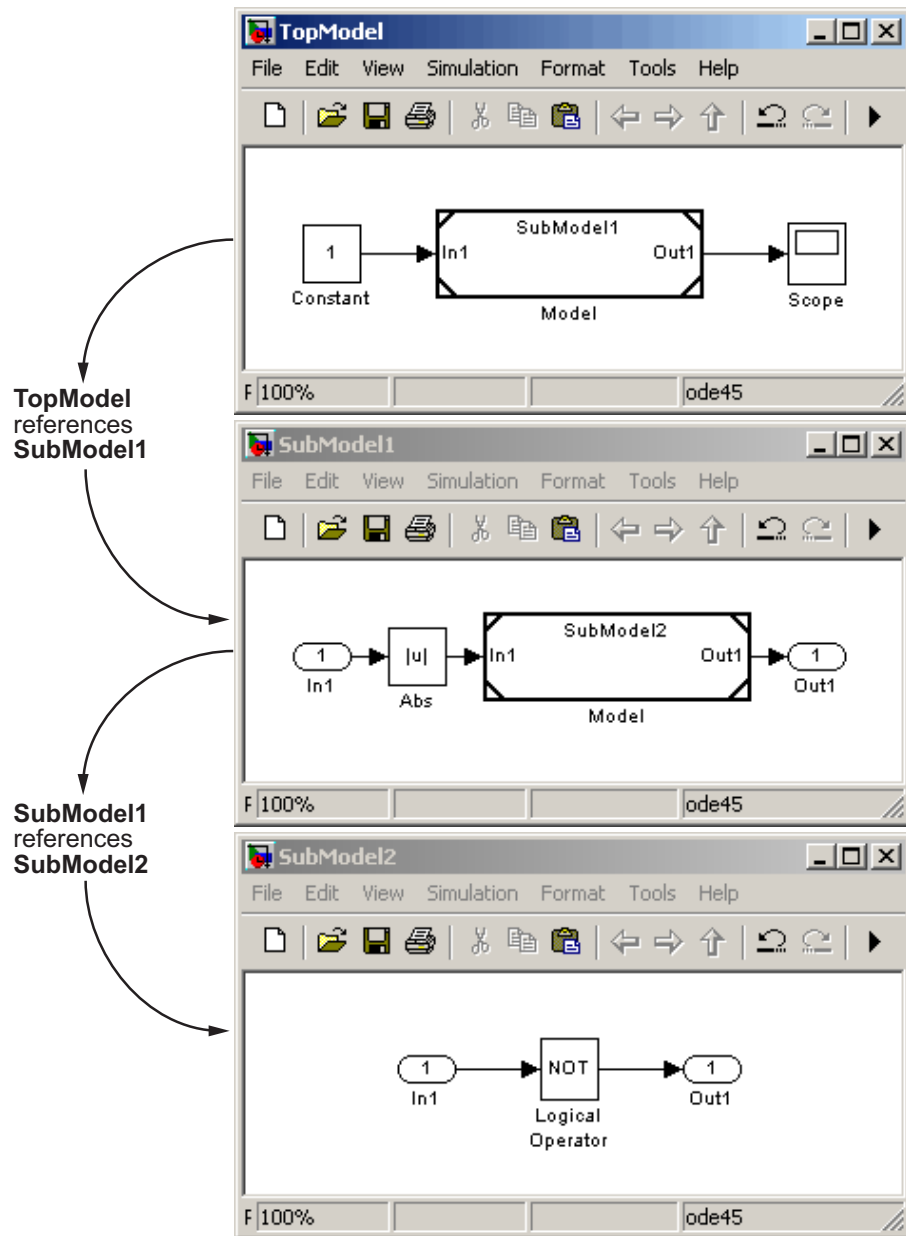 TopModel
File Edit View Simulation Format Tools Help
1
Constant
SubModel1
In1
Out1
Model
Scope
F 100%
ode45
TopModel
references
SubModel1
SubModel1
File Edit View Simulation Format Tools Help
1
In1
|u|
Abs
SubModel2
In1
Out1
Model
1
Out1
F 100%
ode45
SubModel1
references
SubModel2
SubModel2
File Edit View Simulation Format Tools Help
1
In1
NOT
Logical
Operator
1
Out1
F 100%
ode45